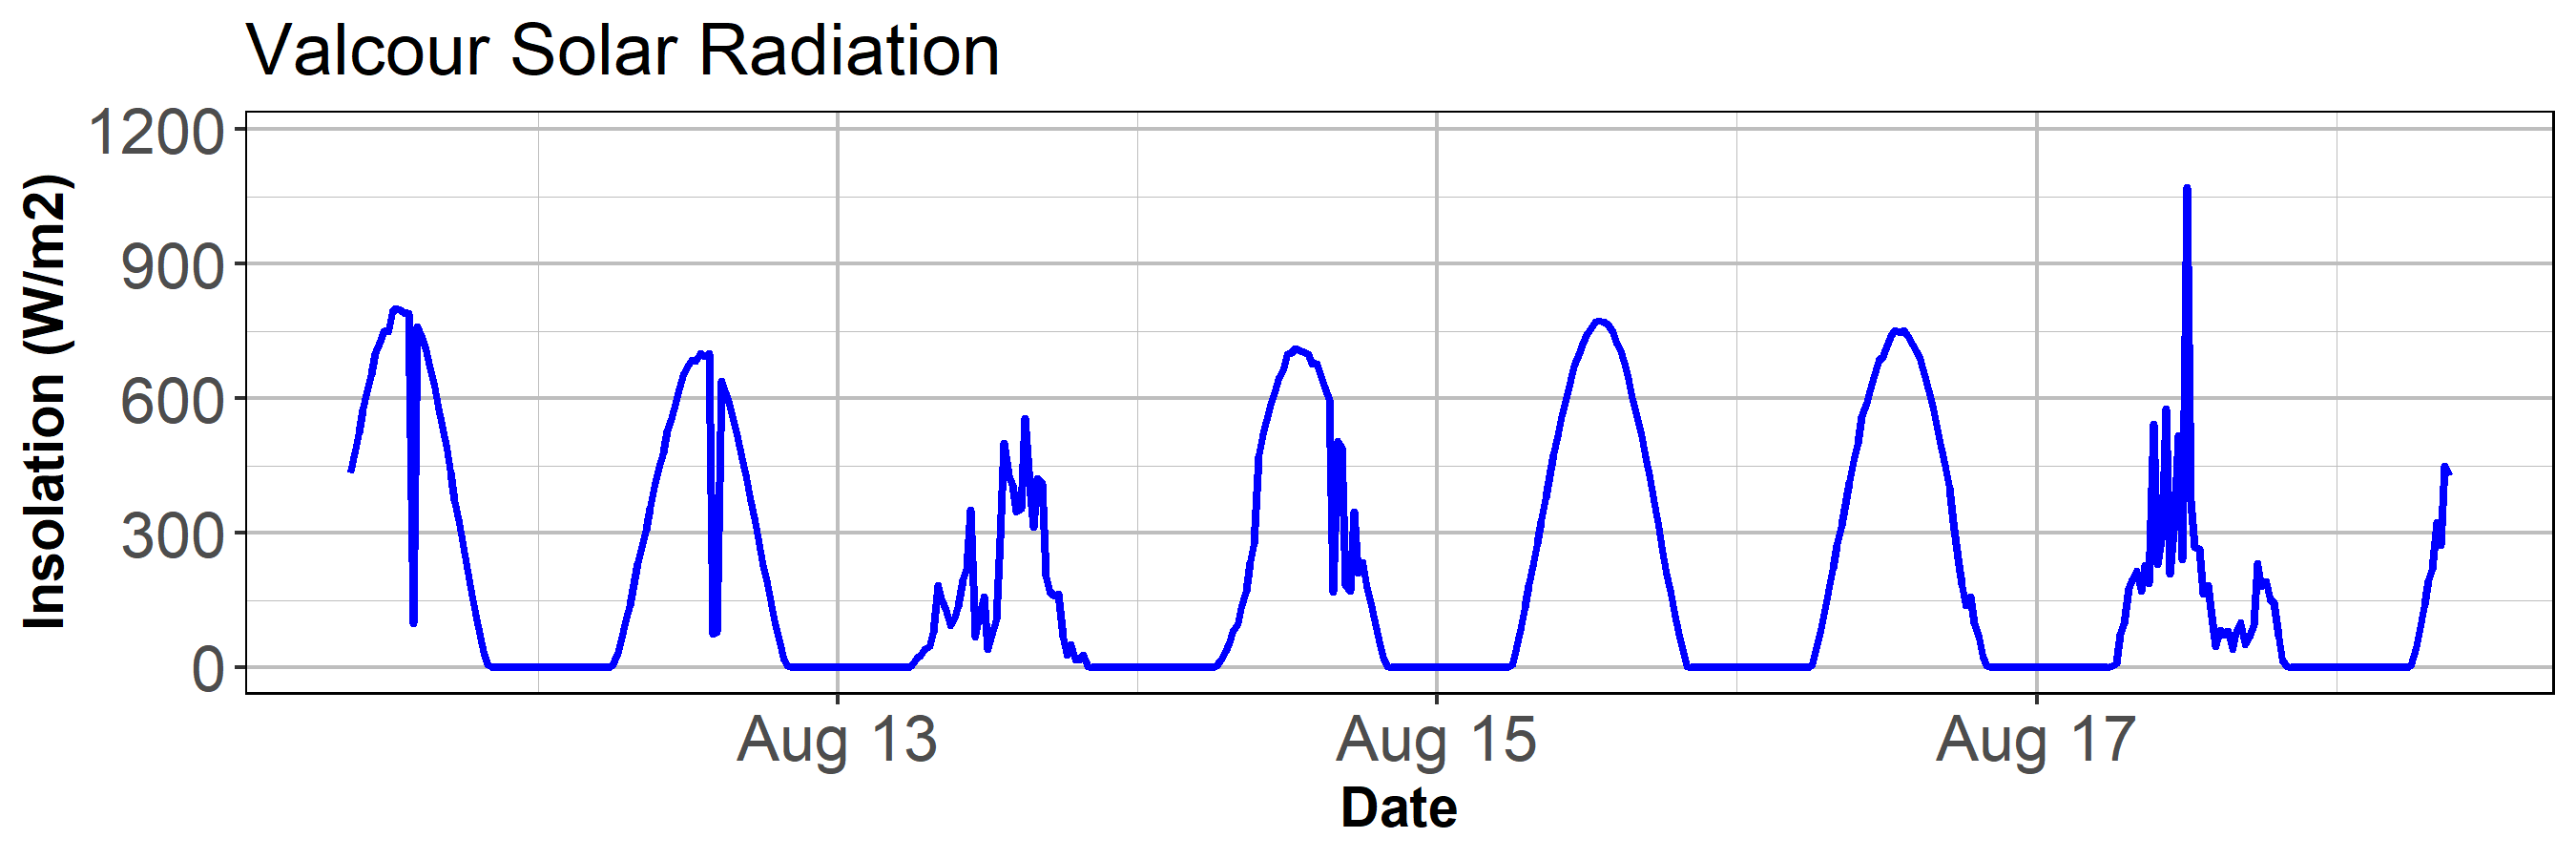 Valcour Solar Radiation
1200
900
600
300
0
Insolation (W/m2)
Aug 13
Aug 15
Aug 17
Date